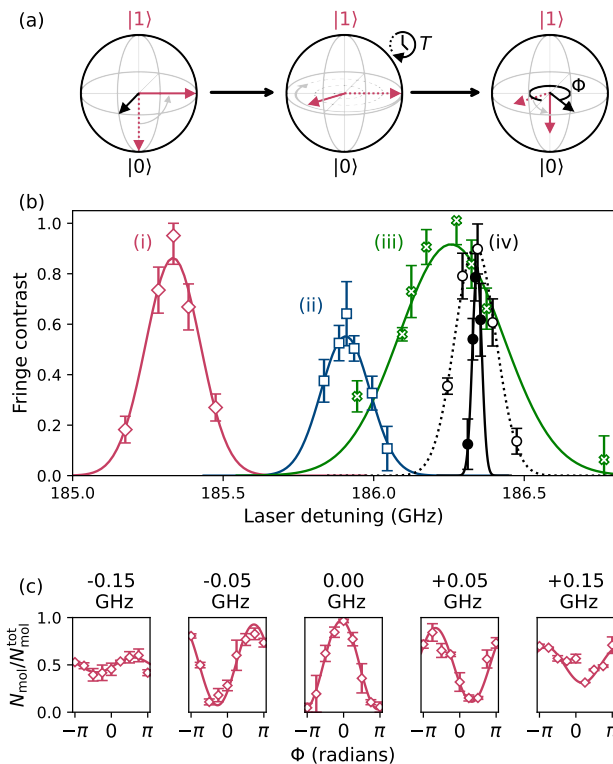 (a)
|1⟩ |1⟩ |1⟩
T
Φ
|0⟩ |0⟩ |0⟩
(b)
Fringe contrast
1.0
0.8
0.6
0.4
0.2
0.0
(i)
(ii)
(iii)
(iv)
185.0 185.5 186.0 186.5
Laser detuning (GHz)
(c)
-0.15 GHz
-0.05 GHz
0.00 GHz
+0.05 GHz
+0.15 GHz
N_mol/N_mol^tot
1.0
0.5
0.0
−π 0 π −π 0 π −π 0 π −π 0 π −π 0 π
Φ (radians)